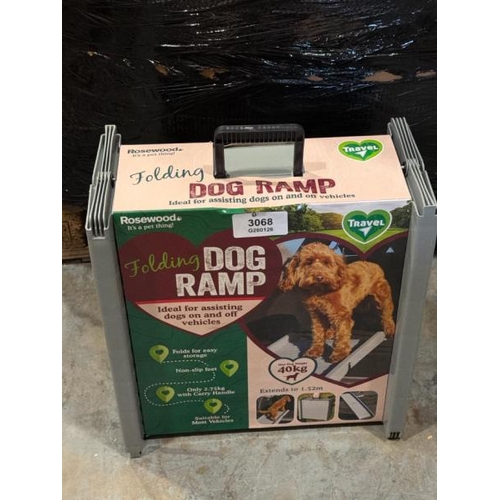 Rosewood
It's a pet thing!
TRAVEL
Folding
DOG RAMP
Ideal for assisting dogs on and off vehicles
Rosewood
It's a pet thing!
3068
G280126
TRAVEL
Folding DOG
RAMP
Ideal for assisting
dogs on and off
vehicles
Folds for easy
storage
Non-slip feet
Only 2.75kg
with Carry Handle
Suitable for
Most Vehicles
40kg
Extends to 1.52m